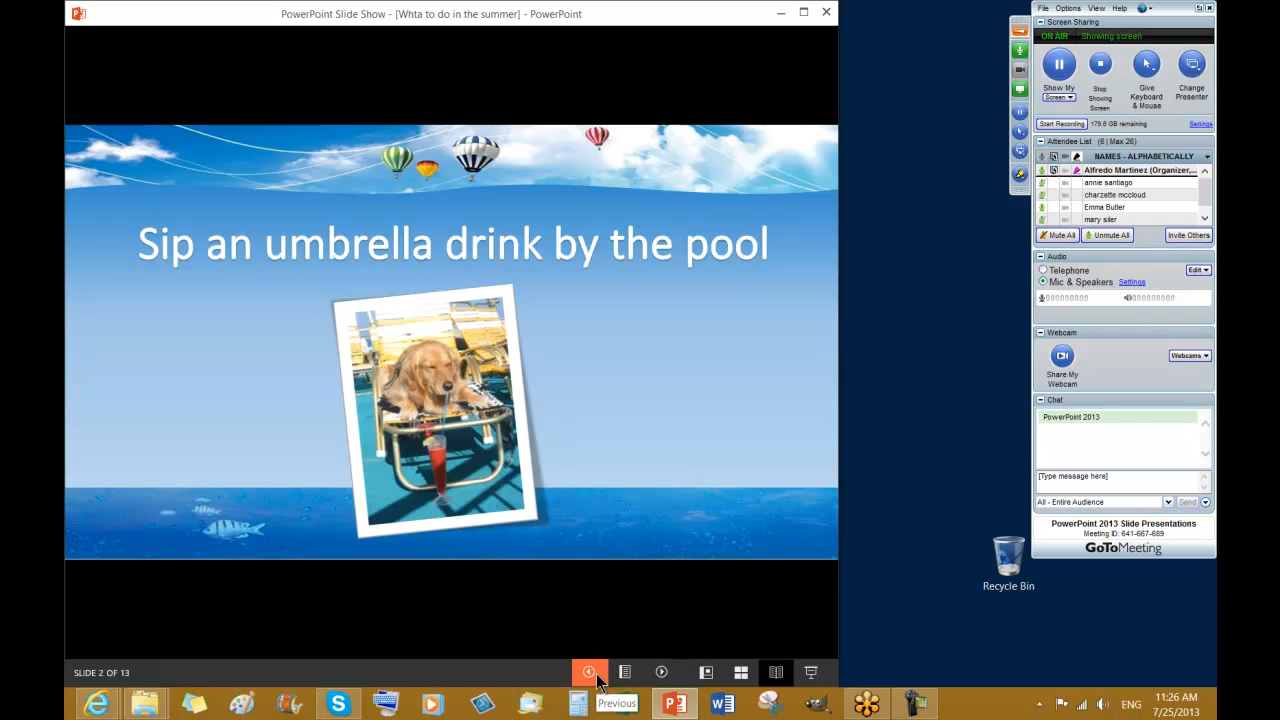 PowerPoint Slide Show - [Whta to do in the summer] - PowerPoint
Sip an umbrella drink by the pool
SLIDE 2 OF 13
Previous
File Options View Help
Screen Sharing
ON AIR Showing screen
Show My
Screen
Stop
Showing
Screen
Give
Keyboard
& Mouse
Change
Presenter
Start Recording 179.6 GB remaining Settings
Attendee List (6 | Max 26)
NAMES - ALPHABETICALLY
Alfredo Martinez (Organizer,...
annie santiago
charzette mccloud
Emma Butler
mary siler
Mute All Unmute All Invite Others
Audio
Telephone Edit
Mic & Speakers Settings
Webcam
Share My
Webcam
Webcams
Chat
PowerPoint 2013
[Type message here]
All - Entire Audience Send
PowerPoint 2013 Slide Presentations
Meeting ID: 641-667-689
GoToMeeting
Recycle Bin
ENG
11:26 AM
7/25/2013